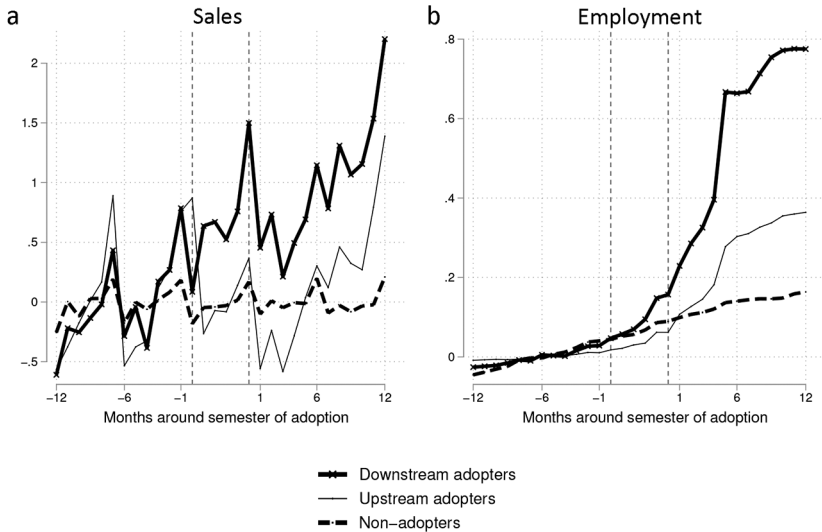 a Sales
2
1.5
1
.5
0
-.5
-12 -6 -1 1 6 12
Months around semester of adoption
b Employment
.8
.6
.4
.2
0
-12 -6 -1 1 6 12
Months around semester of adoption
Downstream adopters
Upstream adopters
Non-adopters